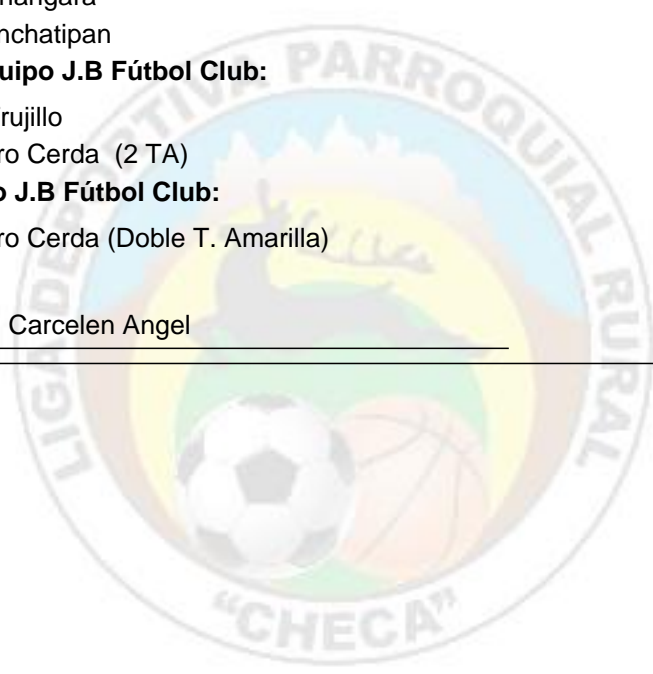 nchatipan
uipo J.B Fútbol Club:
rujillo
ro Cerda (2 TA)
o J.B Fútbol Club:
ro Cerda (Doble T. Amarilla)
Carcelen Angel
LIGA DEPORTIVA PARROQUIAL RURAL
“CHECA”